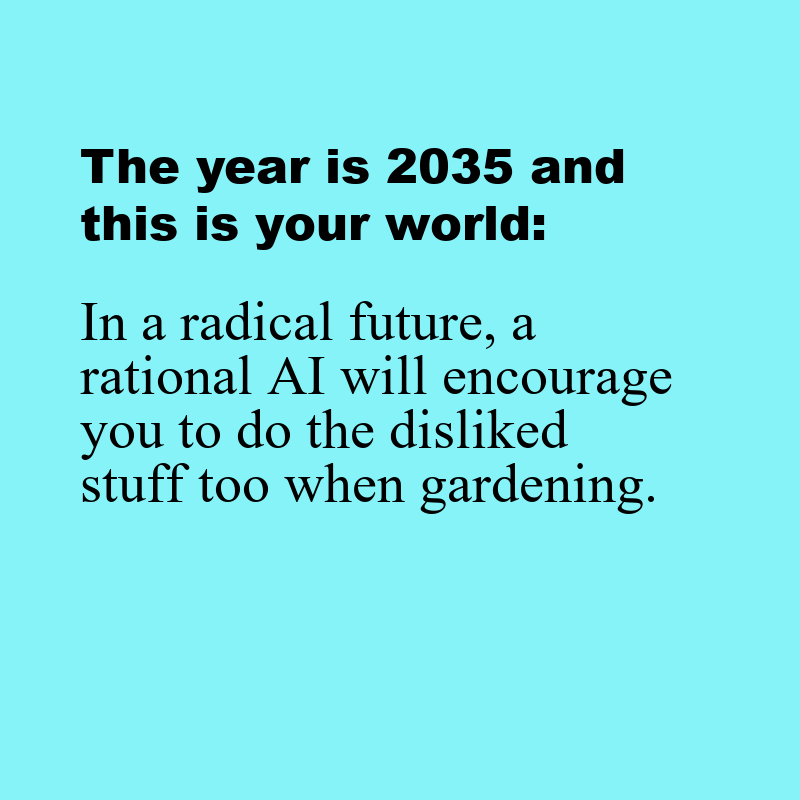 The year is 2035 and
this is your world:
In a radical future, a
rational AI will encourage
you to do the disliked
stuff too when gardening.